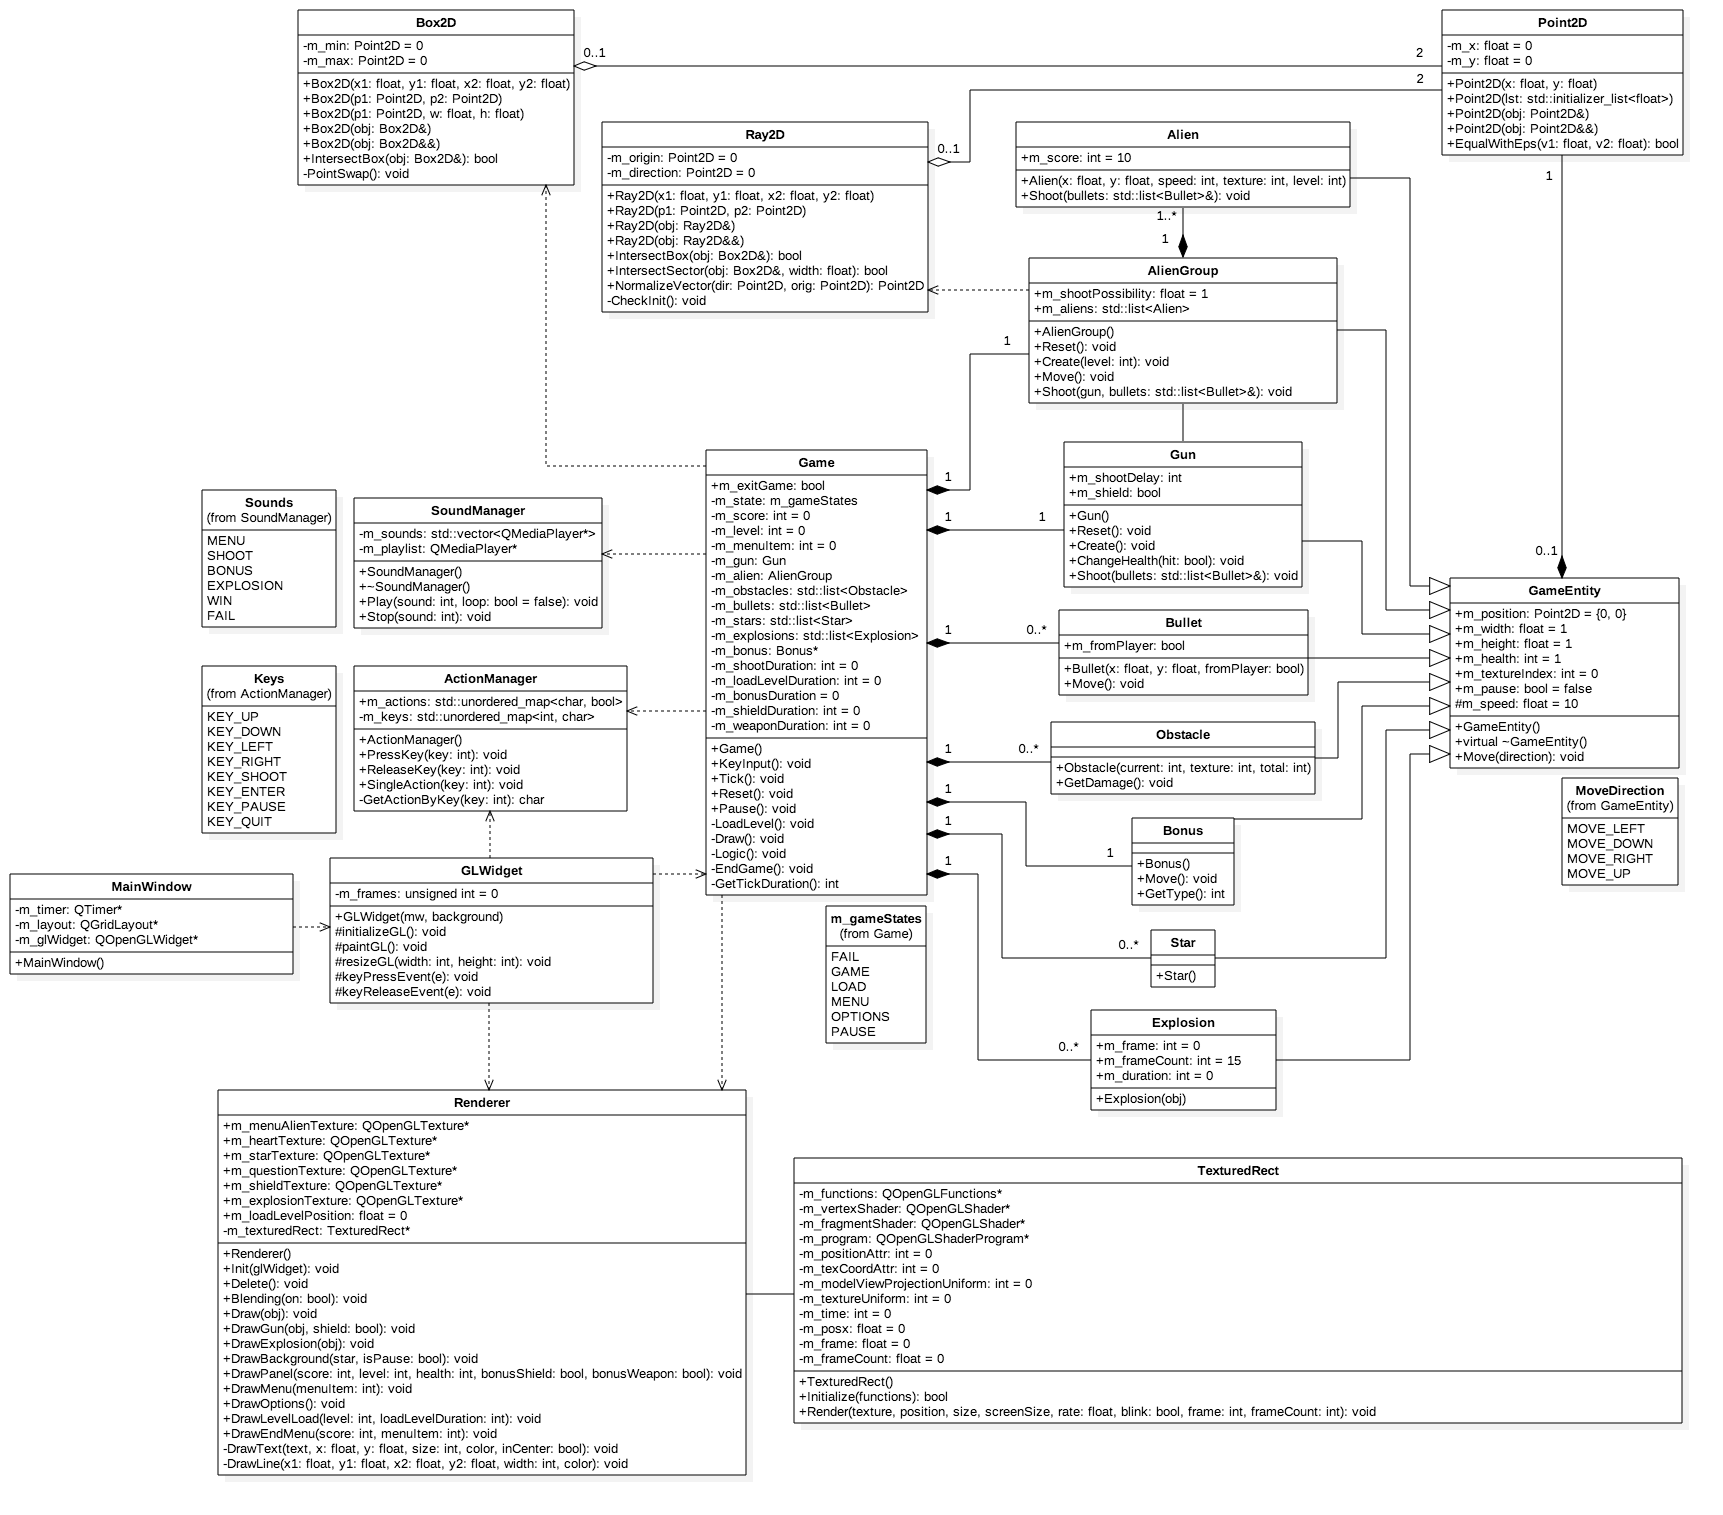 Box2D
-m_min: Point2D = 0
-m_max: Point2D = 0
+Box2D(x1: float, y1: float, x2: float, y2: float)
+Box2D(p1: Point2D, p2: Point2D)
+Box2D(p1: Point2D, w: float, h: float)
+Box2D(obj: Box2D&)
+Box2D(obj: Box2D&&)
+IntersectBox(obj: Box2D&): bool
-PointSwap(): void
0..1
2
Point2D
-m_x: float = 0
-m_y: float = 0
+Point2D(x: float, y: float)
+Point2D(lst: std::initializer_list<float>)
+Point2D(obj: Point2D&)
+Point2D(obj: Point2D&&)
+EqualWithEps(v1: float, v2: float): bool
2
0..1
1
Ray2D
-m_origin: Point2D = 0
-m_direction: Point2D = 0
+Ray2D(x1: float, y1: float, x2: float, y2: float)
+Ray2D(p1: Point2D, p2: Point2D)
+Ray2D(obj: Ray2D&)
+Ray2D(obj: Ray2D&&)
+IntersectBox(obj: Box2D&): bool
+IntersectSector(obj: Box2D&, width: float): bool
+NormalizeVector(dir: Point2D, orig: Point2D): Point2D
-CheckInit(): void
Alien
+m_score: int = 10
+Alien(x: float, y: float, speed: int, texture: int, level: int)
+Shoot(bullets: std::list<Bullet>&): void
1..*
1
AlienGroup
+m_shootPossibility: float = 1
+m_aliens: std::list<Alien>
+AlienGroup()
+Reset(): void
+Create(level: int): void
+Move(): void
+Shoot(gun, bullets: std::list<Bullet>&): void
1
Gun
+m_shootDelay: int
+m_shield: bool
+Gun()
+Reset(): void
+Create(): void
+ChangeHealth(hit: bool): void
+Shoot(bullets: std::list<Bullet>&): void
Game
+m_exitGame: bool
-m_state: m_gameStates
-m_score: int = 0
-m_level: int = 0
-m_menuItem: int = 0
-m_gun: Gun
-m_alien: AlienGroup
-m_obstacles: std::list<Obstacle>
-m_bullets: std::list<Bullet>
-m_stars: std::list<Star>
-m_explosions: std::list<Explosion>
-m_bonus: Bonus*
-m_shootDuration: int = 0
-m_loadLevelDuration: int = 0
-m_bonusDuration = 0
-m_shieldDuration: int = 0
-m_weaponDuration: int = 0
+Game()
+KeyInput(): void
+Tick(): void
+Reset(): void
+Pause(): void
-LoadLevel(): void
-Draw(): void
-Logic(): void
-EndGame(): void
-GetTickDuration(): int
1
1
1
1
0..*
1
0..*
1
1
1
1
0..*
0..*
0..1
Sounds
(from SoundManager)
MENU
SHOOT
BONUS
EXPLOSION
WIN
FAIL
SoundManager
-m_sounds: std::vector<QMediaPlayer*>
-m_playlist: QMediaPlayer*
+SoundManager()
+~SoundManager()
+Play(sound: int, loop: bool = false): void
+Stop(sound: int): void
GameEntity
+m_position: Point2D = {0, 0}
+m_width: float = 1
+m_height: float = 1
+m_health: int = 1
+m_textureIndex: int = 0
+m_pause: bool = false
#m_speed: float = 10
+GameEntity()
+virtual ~GameEntity()
+Move(direction): void
Bullet
+m_fromPlayer: bool
+Bullet(x: float, y: float, fromPlayer: bool)
+Move(): void
Keys
(from ActionManager)
KEY_UP
KEY_DOWN
KEY_LEFT
KEY_RIGHT
KEY_SHOOT
KEY_ENTER
KEY_PAUSE
KEY_QUIT
ActionManager
+m_actions: std::unordered_map<char, bool>
-m_keys: std::unordered_map<int, char>
+ActionManager()
+PressKey(key: int): void
+ReleaseKey(key: int): void
+SingleAction(key: int): void
-GetActionByKey(key: int): char
Obstacle
+Obstacle(current: int, texture: int, total: int)
+GetDamage(): void
MoveDirection
(from GameEntity)
MOVE_LEFT
MOVE_DOWN
MOVE_RIGHT
MOVE_UP
Bonus
+Bonus()
+Move(): void
+GetType(): int
MainWindow
-m_timer: QTimer*
-m_layout: QGridLayout*
-m_glWidget: QOpenGLWidget*
+MainWindow()
GLWidget
-m_frames: unsigned int = 0
+GLWidget(mw, background)
#initializeGL(): void
#paintGL(): void
#resizeGL(width: int, height: int): void
#keyPressEvent(e): void
#keyReleaseEvent(e): void
m_gameStates
(from Game)
FAIL
GAME
LOAD
MENU
OPTIONS
PAUSE
Star
+Star()
Explosion
+m_frame: int = 0
+m_frameCount: int = 15
+m_duration: int = 0
+Explosion(obj)
Renderer
+m_menuAlienTexture: QOpenGLTexture*
+m_heartTexture: QOpenGLTexture*
+m_starTexture: QOpenGLTexture*
+m_questionTexture: QOpenGLTexture*
+m_shieldTexture: QOpenGLTexture*
+m_explosionTexture: QOpenGLTexture*
+m_loadLevelPosition: float = 0
-m_texturedRect: TexturedRect*
+Renderer()
+Init(glWidget): void
+Delete(): void
+Blending(on: bool): void
+Draw(obj): void
+DrawGun(obj, shield: bool): void
+DrawExplosion(obj): void
+DrawBackground(star, isPause: bool): void
+DrawPanel(score: int, level: int, health: int, bonusShield: bool, bonusWeapon: bool): void
+DrawMenu(menuItem: int): void
+DrawOptions(): void
+DrawLevelLoad(level: int, loadLevelDuration: int): void
+DrawEndMenu(score: int, menuItem: int): void
-DrawText(text, x: float, y: float, size: int, color, inCenter: bool): void
-DrawLine(x1: float, y1: float, x2: float, y2: float, width: int, color): void
TexturedRect
-m_functions: QOpenGLFunctions*
-m_vertexShader: QOpenGLShader*
-m_fragmentShader: QOpenGLShader*
-m_program: QOpenGLShaderProgram*
-m_positionAttr: int = 0
-m_texCoordAttr: int = 0
-m_modelViewProjectionUniform: int = 0
-m_textureUniform: int = 0
-m_time: int = 0
-m_posx: float = 0
-m_frame: float = 0
-m_frameCount: float = 0
+TexturedRect()
+Initialize(functions): bool
+Render(texture, position, size, screenSize, rate: float, blink: bool, frame: int, frameCount: int): void